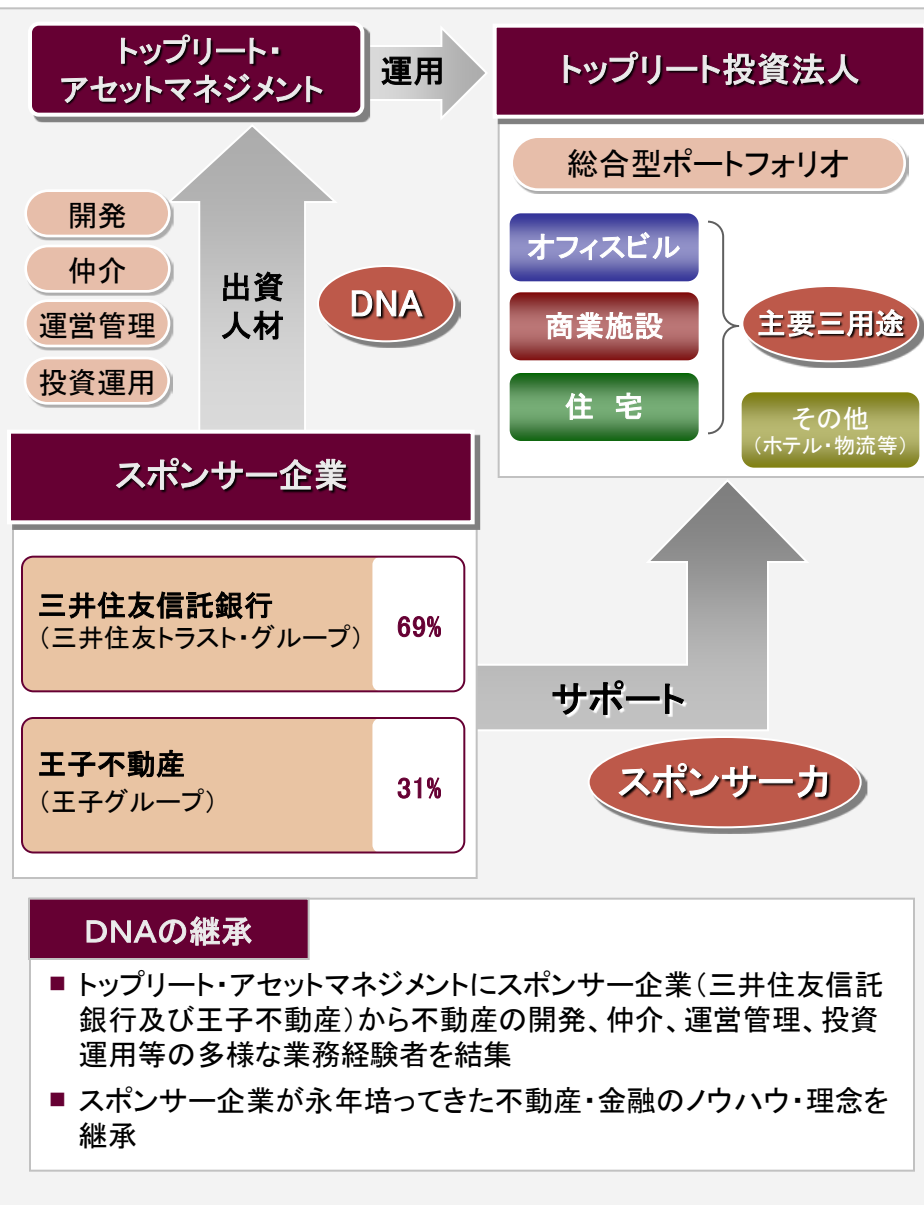 トップリート・
アセットマネジメント
運用
トップリート投資法人
総合型ポートフォリオ
オフィスビル
商業施設
住 宅
主要三用途
その他
（ホテル・物流等）
開発
仲介
運営管理
投資運用
出資
人材
DNA
スポンサー企業
三井住友信託銀行
（三井住友トラスト・グループ）
69%
王子不動産
（王子グループ）
31%
サポート
スポンサー力
DNAの継承
■ トップリート・アセットマネジメントにスポンサー企業（三井住友信託
銀行及び王子不動産）から不動産の開発、仲介、運営管理、投資
運用等の多様な業務経験者を結集
■ スポンサー企業が永年培ってきた不動産・金融のノウハウ・理念を
継承